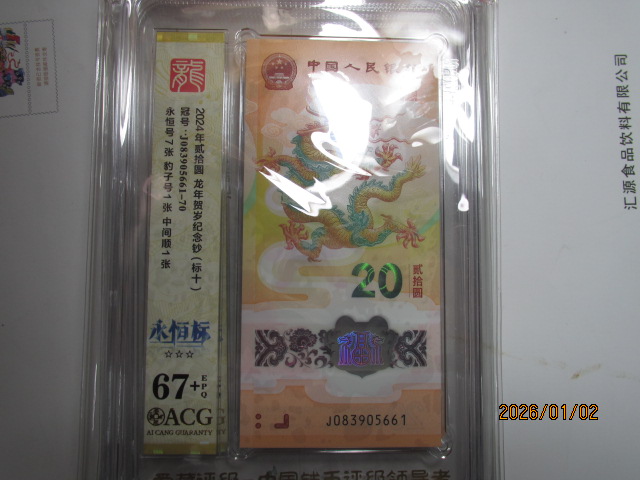 龍
2024年贰拾圆 龙年贺岁纪念钞(标十)
冠号:J083905661-70
永恒号7张 豹子号1张 中间顺1张
永恒标
☆☆☆
67+ EPQ
ACG
AI CANG GUARANTY
中国人民银行
20 贰拾圆
J083905661
汇源食品饮料有限公司
2026/01/02